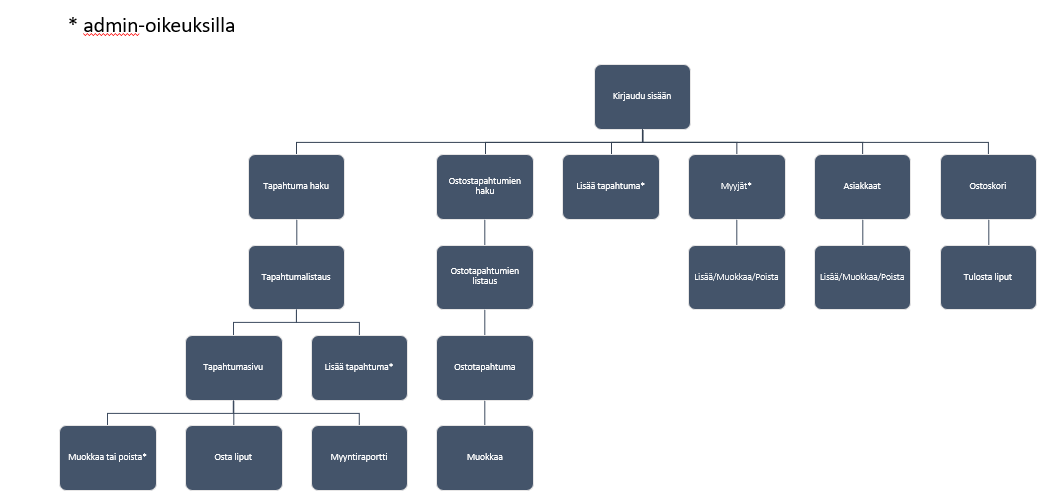 * admin-oikeuksilla
Kirjaudu sisään
Tapahtuma haku
Ostostapahtumien
haku
Lisää tapahtuma*
Myyjät*
Asiakkaat
Ostoskori
Tapahtumalistaus
Ostotapahtumien
listaus
Lisää/Muokkaa/Poista
Lisää/Muokkaa/Poista
Tulosta liput
Tapahtumasivu
Lisää tapahtuma*
Ostotapahtuma
Muokkaa tai poista*
Osta liput
Myyntiraportti
Muokkaa